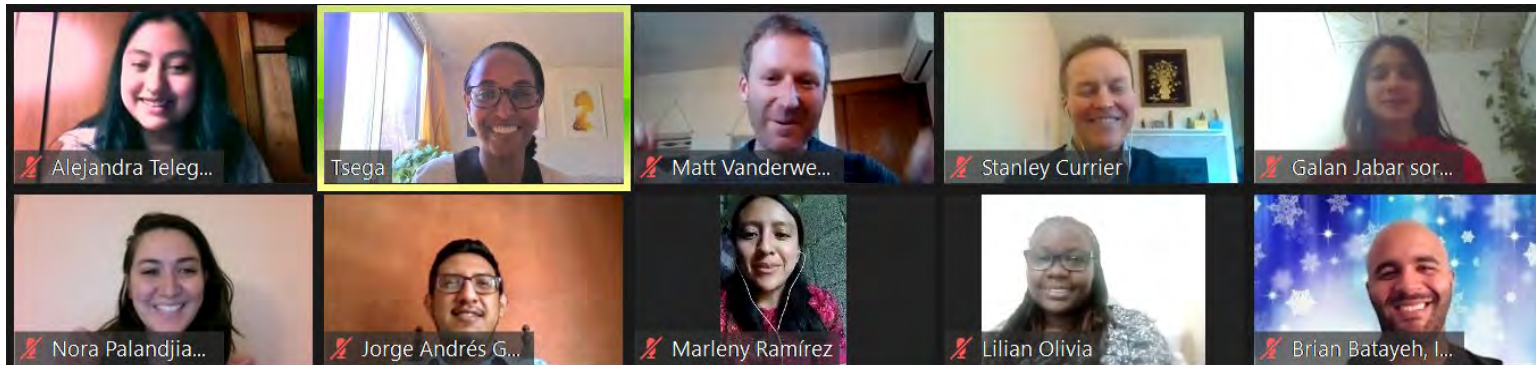 Alejandra Teleg...
Tsega
Matt Vanderwe...
Stanley Currier
Galan Jabar sor...
Nora Palandjia...
Jorge Andrés G...
Marleny Ramírez
Lilian Olivia
Brian Batayeh, I...